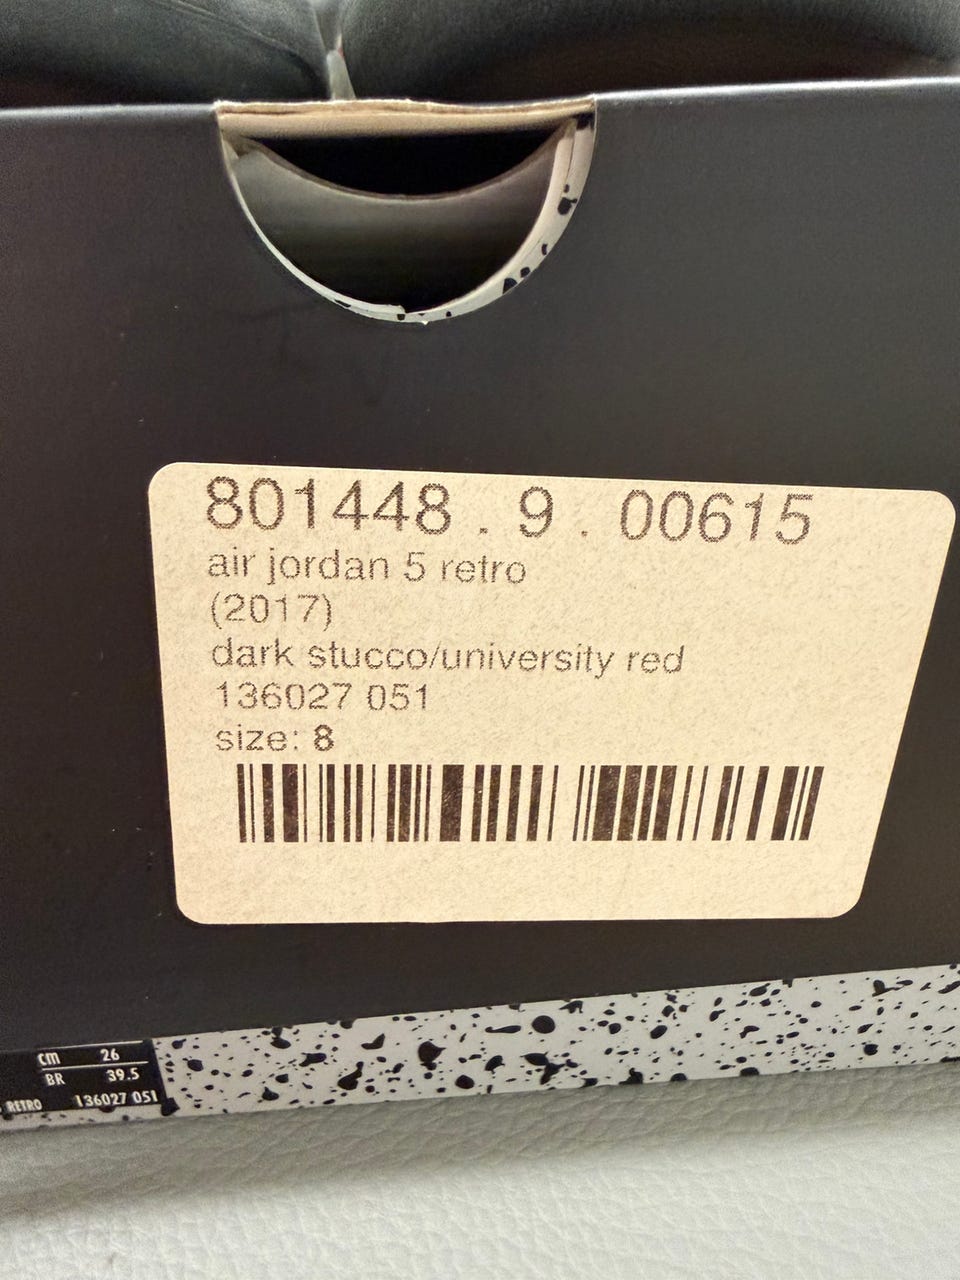 801448 . 9 . 00615
air jordan 5 retro
(2017)
dark stucco/university red
136027 051
size: 8
cm 26
BR 39.5
RETRO 136027 051